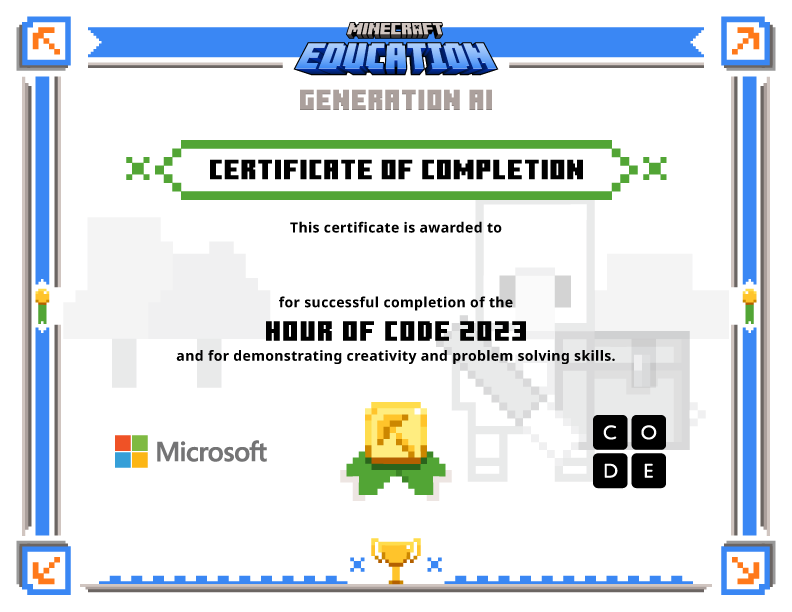 MINECRAFT
EDUCATION
GENERATION AI
CERTIFICATE OF COMPLETION
This certificate is awarded to
for successful completion of the
HOUR OF CODE 2023
and for demonstrating creativity and problem solving skills.
Microsoft
C O
D E